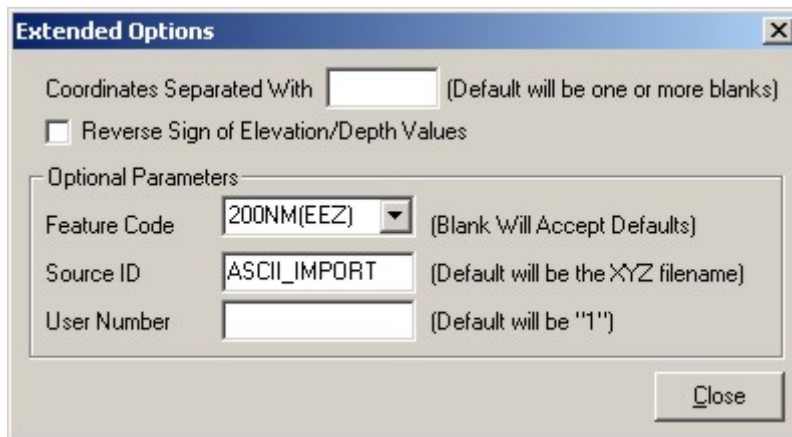 Extended Options
Coordinates Separated With (Default will be one or more blanks)
Reverse Sign of Elevation/Depth Values
Optional Parameters
Feature Code 200NM(EEZ) (Blank Will Accept Defaults)
Source ID ASCII_IMPORT (Default will be the XYZ filename)
User Number (Default will be "1")
Close